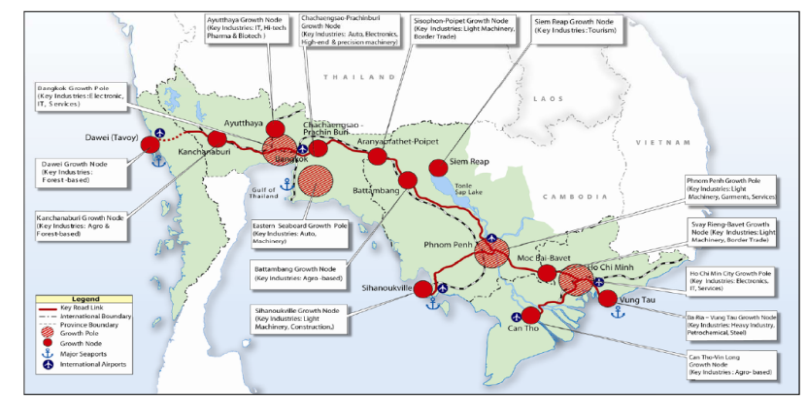 Ayutthaya Growth Node
(Key Industries: IT, Hi-tech
Pharma & Biotech )
Chachaengsao-Prachinburi
Growth Node
(Key Industries: Auto, Electronics,
High-end' & precision-machinery)
Sisophon-Poipet Growth Node
(Key Industries: Light Machinery,
Border Trade)
Siem Reap Growth Node
(Key Industries:Tourism)
THAILAND
LAOS
VIETNAM
CAMBODIA
Bangkok Growth Pole
(Key Industries:Electronic,
IT, Services)
Dawei (Tavoy)
Ayutthaya
Kanchanaburi
Chachaengsao -
Prachin Buri
Bangkok
Aranyaprathet-Poipet
Siem Reap
Battambang
Tonle
Sap Lake
Gulf of
Thailand
Dawei Growth Node
(Key Industries:
Forest -based)
Kanchanaburi Growth Node
(Key Industries: Agro &
Forest-based)
Eastern Seaboard Growth Pole
(Key Industries: Auto,
Machinery)
Battambang Growth Node
(Key Industries: Agro -based)
Sihanoukville Growth Node
(Key Industries: Light
Machinery, Construction,)
Phnom Penh
Sihanoukville
Moc Bai-Bavet
Ho Chi Minh
Vung Tau
Can Tho
Phnom Penh Growth Pole
(Key Industries: Light
Machinery, Garments, Services)
Svay Rieng-Bavet Growth
Node (Key Industries: Light
Machinery, Border Trade)
Ho Chi Min City Growth Pole
(Key Industries: Electronics,
IT, Services)
Ba Ria – Vung Tau Growth Node
(Key Industries: Heavy Industry,
Petrochemical, Steel)
Can Tho-Vin Long
Growth Node
(Key Industries : Agro- based)
Legend
Key Road Link
International Boundary
Province Boundary
Growth Pole
Growth Node
Major Seaports
International Airports